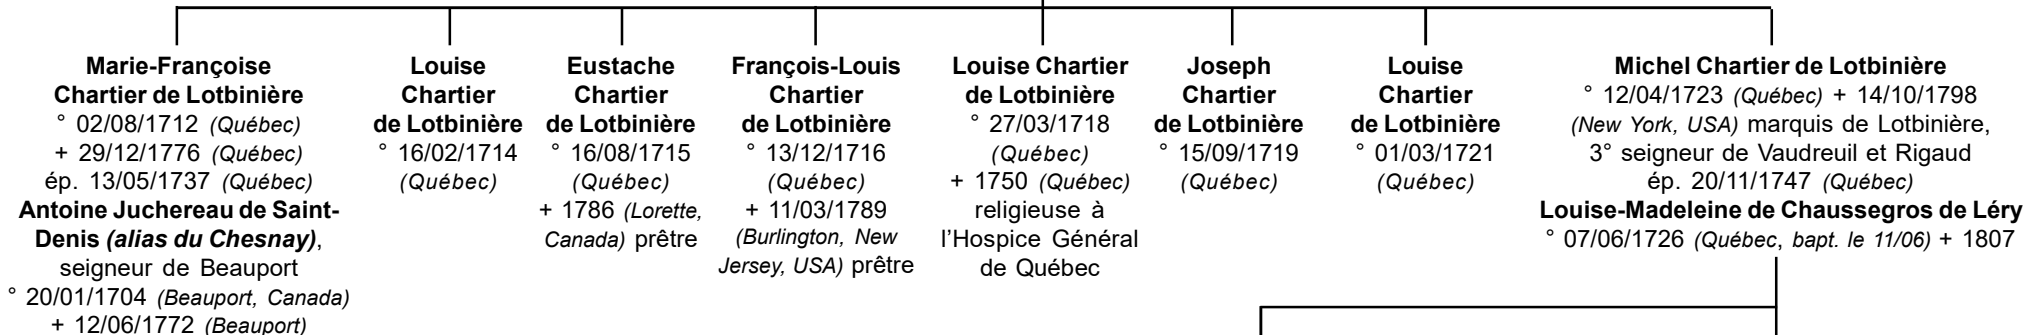 Marie-Françoise
Chartier de Lotbinière
° 02/08/1712 (Québec)
+ 29/12/1776 (Québec)
ép. 13/05/1737 (Québec)
Antoine Juchereau de Saint-
Denis (alias du Chesnay),
seigneur de Beauport
° 20/01/1704 (Beauport, Canada)
+ 12/06/1772 (Beauport)
Louise
Chartier
de Lotbinière
° 16/02/1714
(Québec)
Eustache
Chartier
de Lotbinière
° 16/08/1715
(Québec)
+ 1786 (Lorette,
Canada) prêtre
François-Louis
Chartier
de Lotbinière
° 13/12/1716
(Québec)
+ 11/03/1789
(Burlington, New
Jersey, USA) prêtre
Louise Chartier
de Lotbinière
° 27/03/1718
(Québec)
+ 1750 (Québec)
religieuse à
l’Hospice Général
de Québec
Joseph
Chartier
de Lotbinière
° 15/09/1719
(Québec)
Louise
Chartier
de Lotbinière
° 01/03/1721
(Québec)
Michel Chartier de Lotbinière
° 12/04/1723 (Québec) + 14/10/1798
(New York, USA) marquis de Lotbinière,
3° seigneur de Vaudreuil et Rigaud
ép. 20/11/1747 (Québec)
Louise-Madeleine de Chaussegros de Léry
° 07/06/1726 (Québec, bapt. le 11/06) + 1807